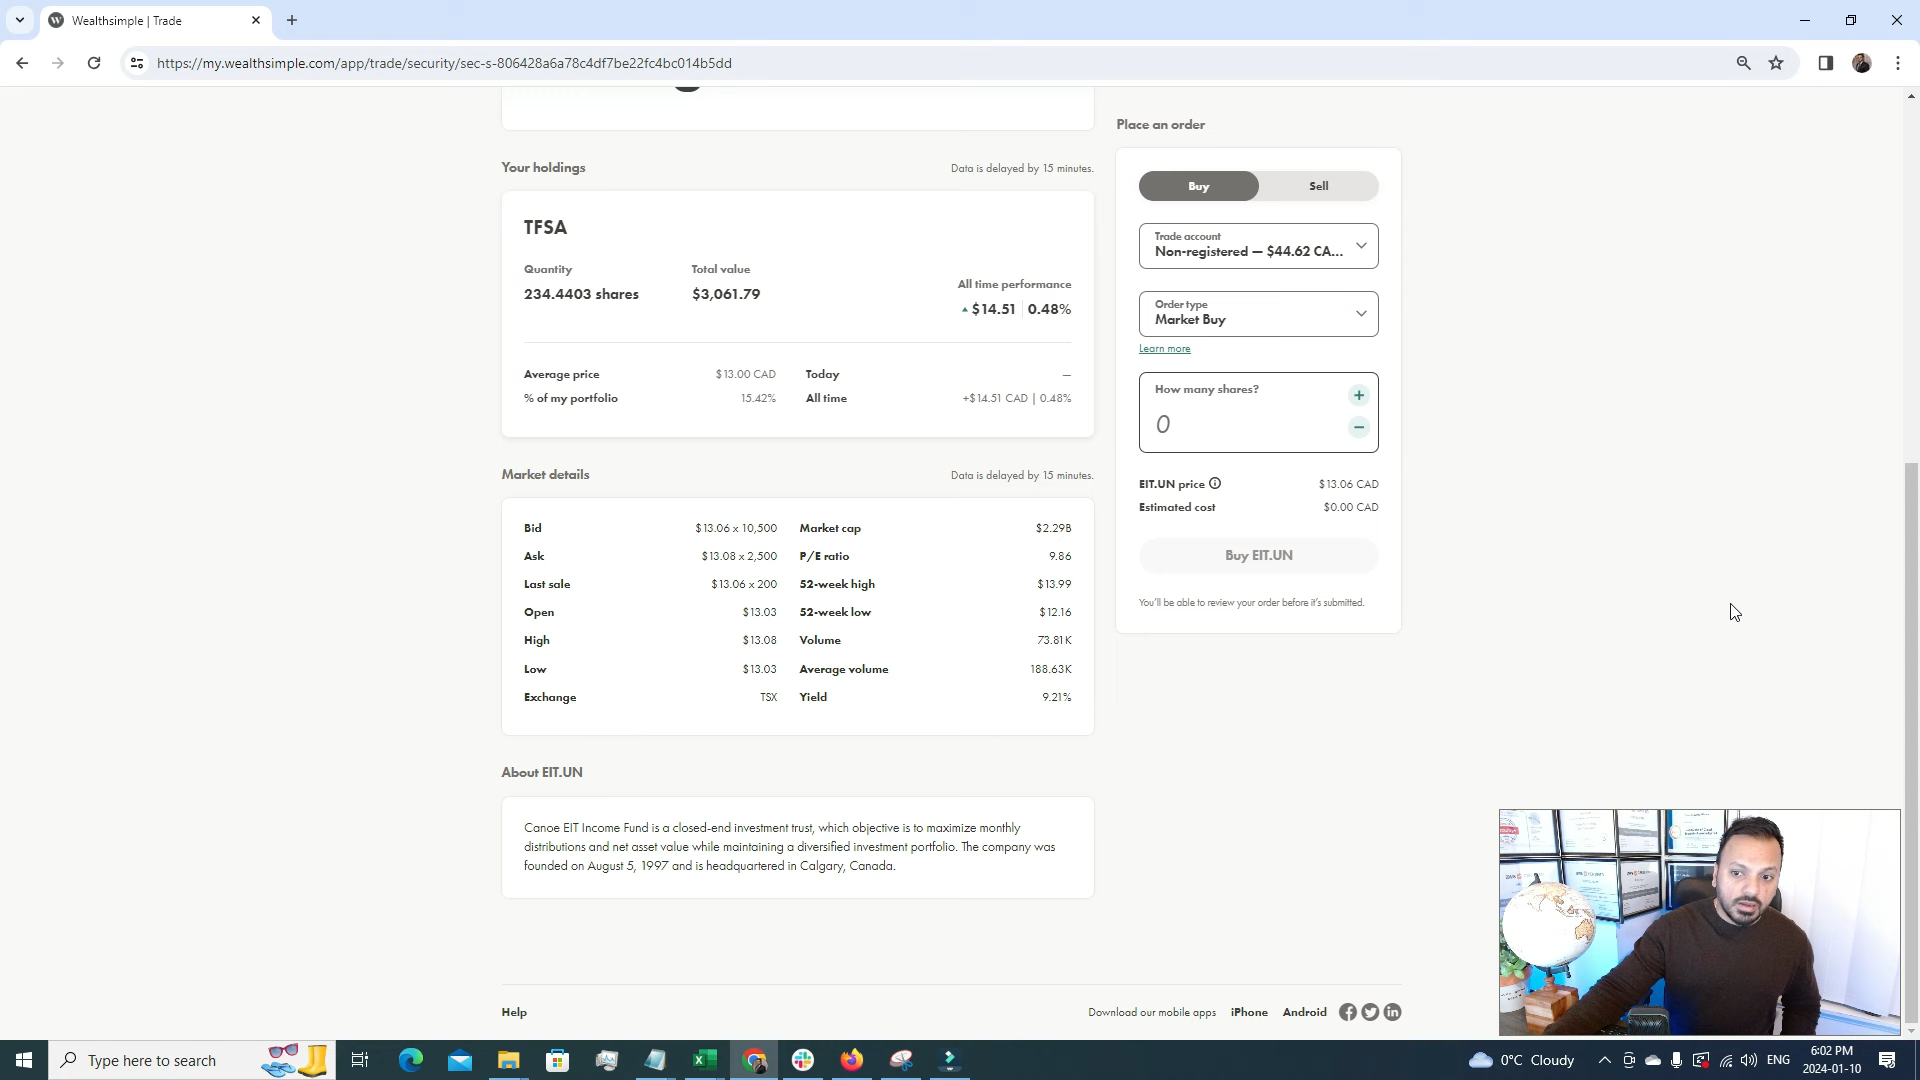 Wealthsimple | Trade
https://my.wealthsimple.com/app/trade/security/sec-s-806428a6a78c4df7be22fc4bc014b5dd
Your holdings
Data is delayed by 15 minutes.
TFSA
Quantity
Total value
234.4403 shares
$3,061.79
All time performance
$14.51 | 0.48%
Average price
$13.00 CAD
Today
—
% of my portfolio
15.42%
All time
+$14.51 CAD | 0.48%
Market details
Data is delayed by 15 minutes.
Bid
$13.06 x 10,500
Market cap
$2.29B
Ask
$13.08 x 2,500
P/E ratio
9.86
Last sale
$13.06 x 200
52-week high
$13.99
Open
$13.03
52-week low
$12.16
High
$13.08
Volume
73.81K
Low
$13.03
Average volume
188.63K
Exchange
TSX
Yield
9.21%
About EIT.UN
Canoe EIT Income Fund is a closed-end investment trust, which objective is to maximize monthly
distributions and net asset value while maintaining a diversified investment portfolio. The company was
founded on August 5, 1997 and is headquartered in Calgary, Canada.
Place an order
Buy
Sell
Trade account
Non-registered — $44.62 CA...
Order type
Market Buy
Learn more
How many shares?
0
EIT.UN price
$13.06 CAD
Estimated cost
$0.00 CAD
Buy EIT.UN
You'll be able to review your order before it's submitted.
Help
Download our mobile apps
iPhone
Android
Type here to search
0°C Cloudy
ENG
6:02 PM
2024-01-10